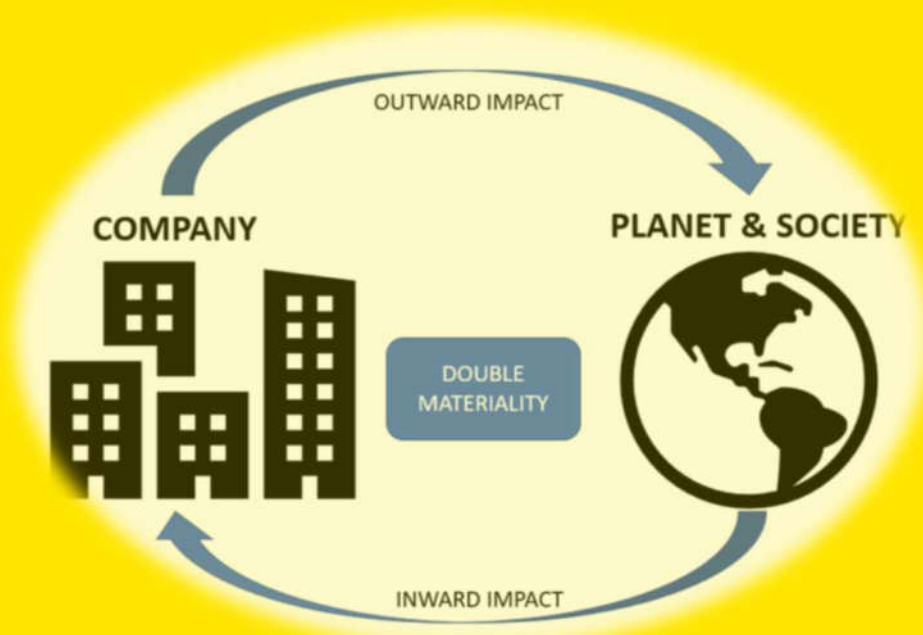 OUTWARD IMPACT
COMPANY
PLANET & SOCIETY
DOUBLE
MATERIALITY
INWARD IMPACT